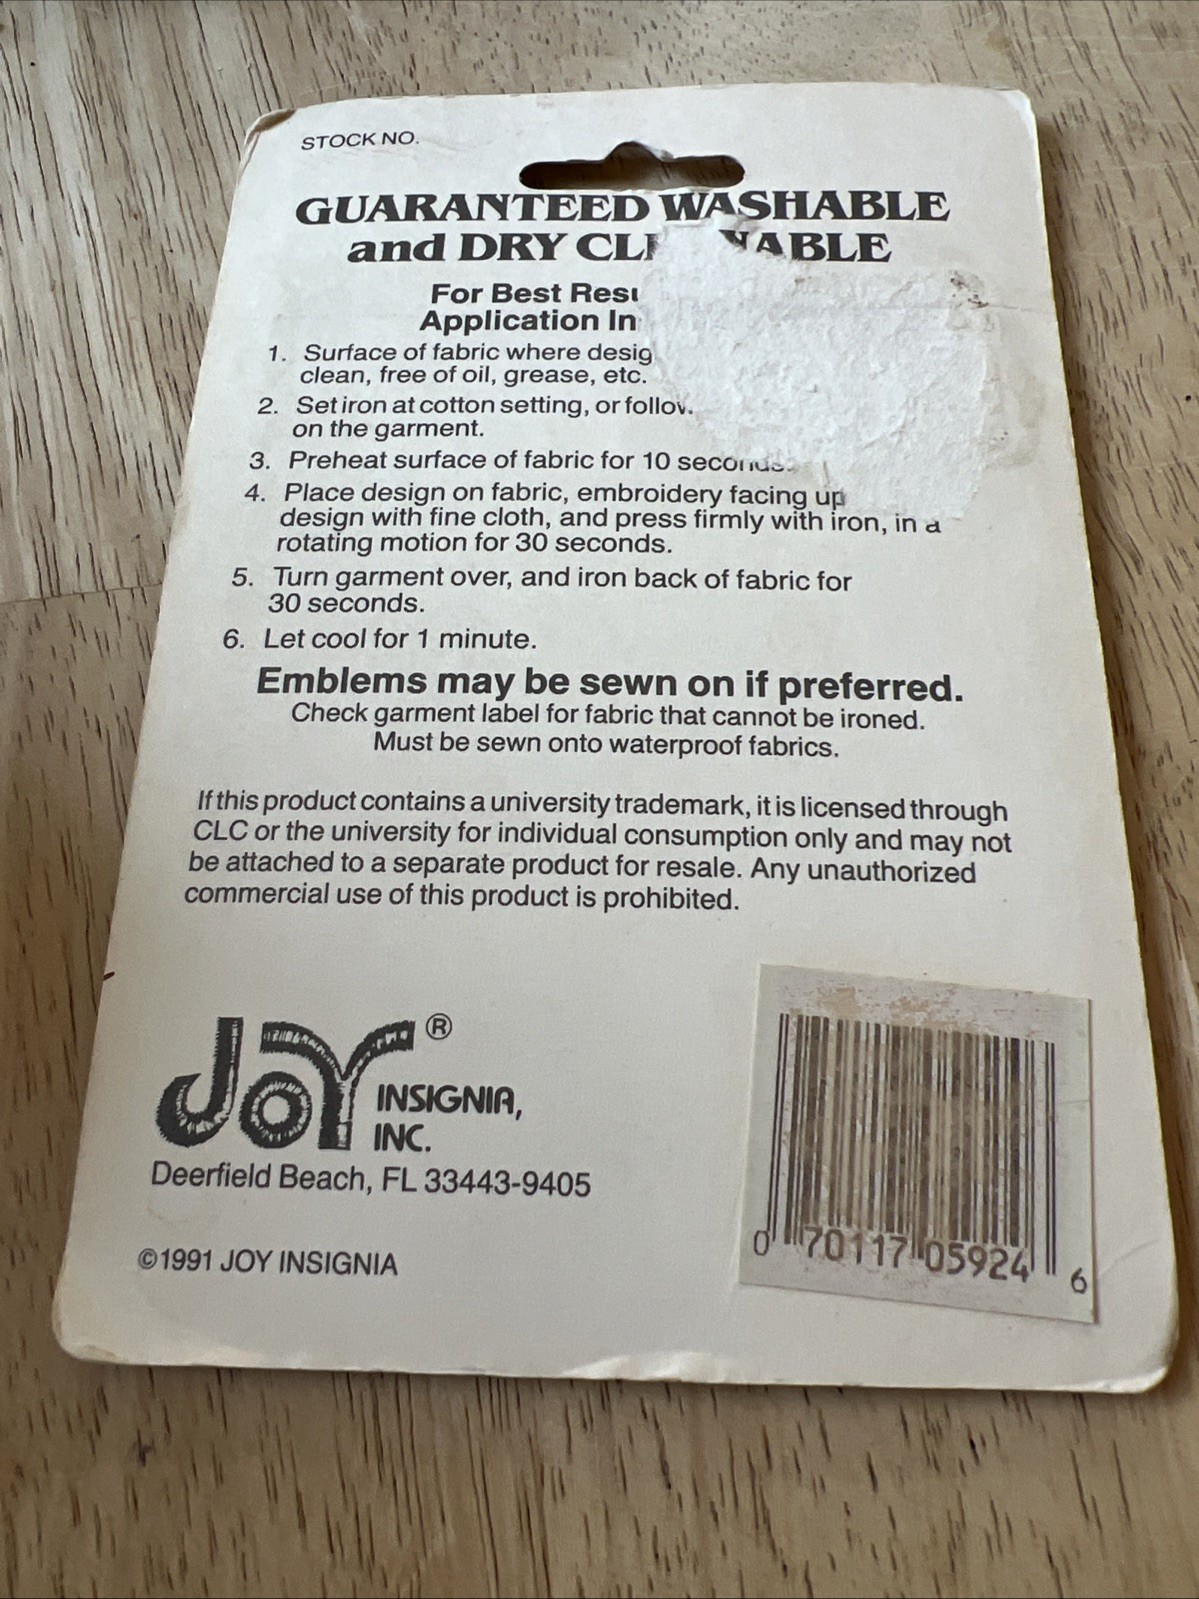 STOCK NO.
GUARANTEED WASHABLE
and DRY
For Best
Application
1. Surface of fabric where
clean, free of oil, grease, etc.
2. Set iron at cotton setting, or
on the garment.
3. Preheat surface of fabric for 10 seconds.
4. Place design on fabric, embroidery facing up
design with fine cloth, and press firmly with iron, in a
rotating motion for 30 seconds.
5. Turn garment over, and iron back of fabric for
30 seconds.
6. Let cool for 1 minute.
Emblems may be sewn on if preferred.
Check garment label for fabric that cannot be ironed.
Must be sewn onto waterproof fabrics.
If this product contains a university trademark, it is licensed through
CLC or the university for individual consumption only and may not
be attached to a separate product for resale. Any unauthorized
commercial use of this product is prohibited.
JOY ®
INSIGNIA,
INC.
Deerfield Beach, FL 33443-9405
©1991 JOY INSIGNIA
0 70117 05924 6